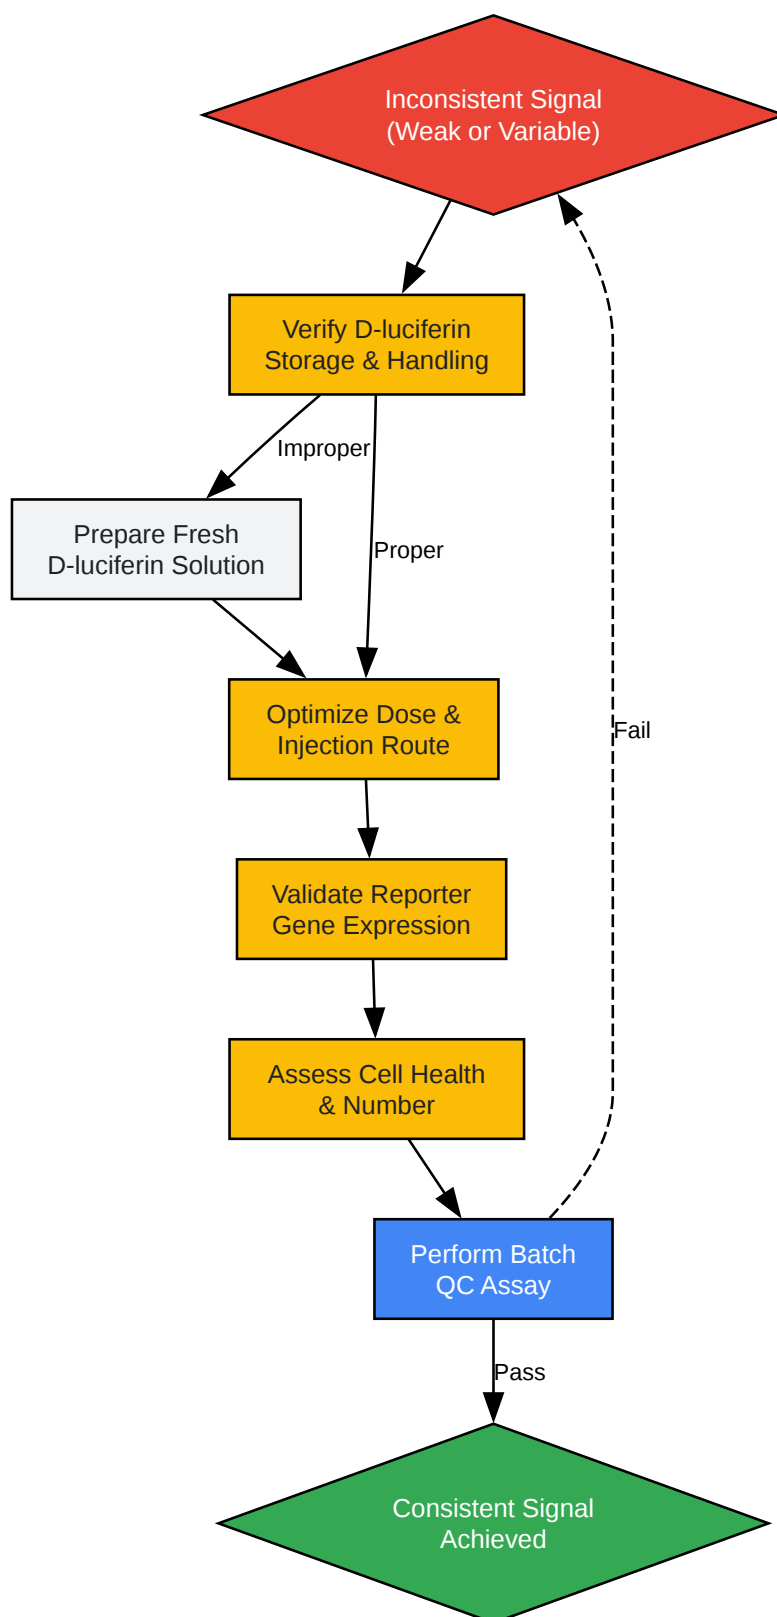 Inconsistent Signal
(Weak or Variable)
Verify D-luciferin
Storage & Handling
Improper
Prepare Fresh
D-luciferin Solution
Proper
Optimize Dose &
Injection Route
Fail
Validate Reporter
Gene Expression
Assess Cell Health
& Number
Perform Batch
QC Assay
Pass
Consistent Signal
Achieved